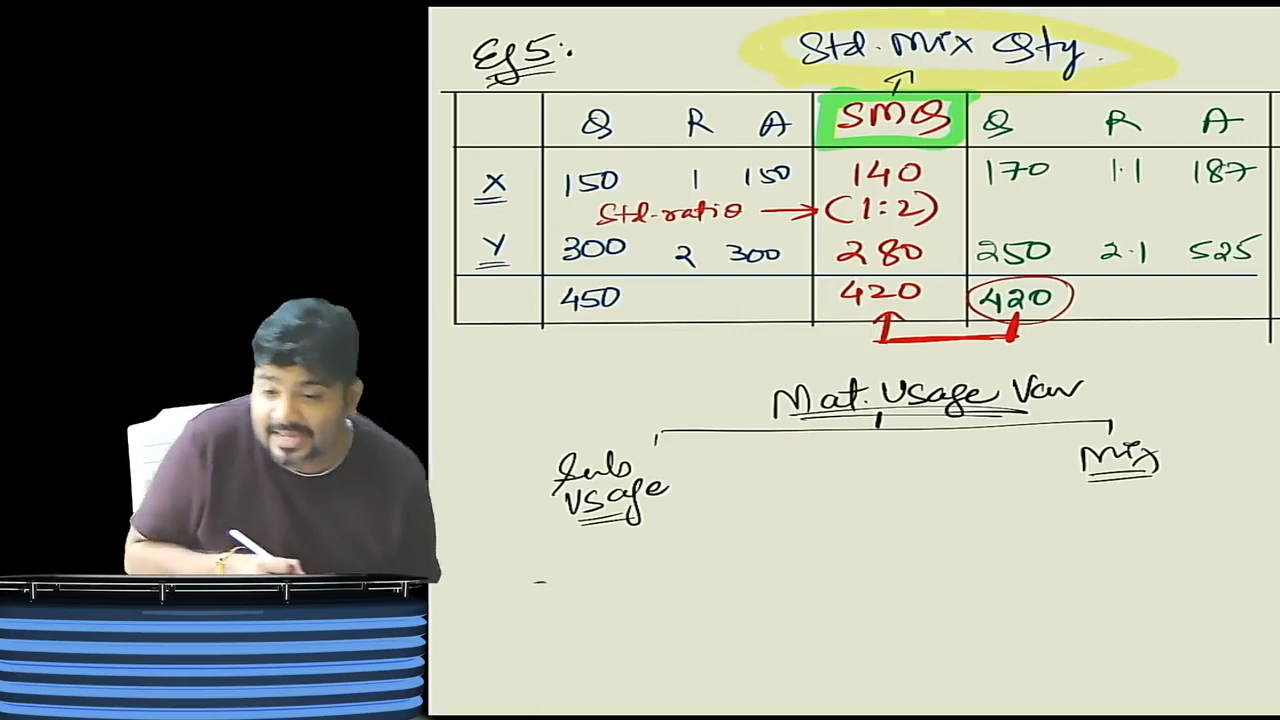 Eg 5:.
Std. Mix Qty.
Q R A SMQ Q R A
X 150 1 150 140 170 1.1 187
Std-ratio → (1:2)
Y 300 2 300 280 250 2.1 525
450 420 420
Mat. Usage Var
Sub Usage
Mix